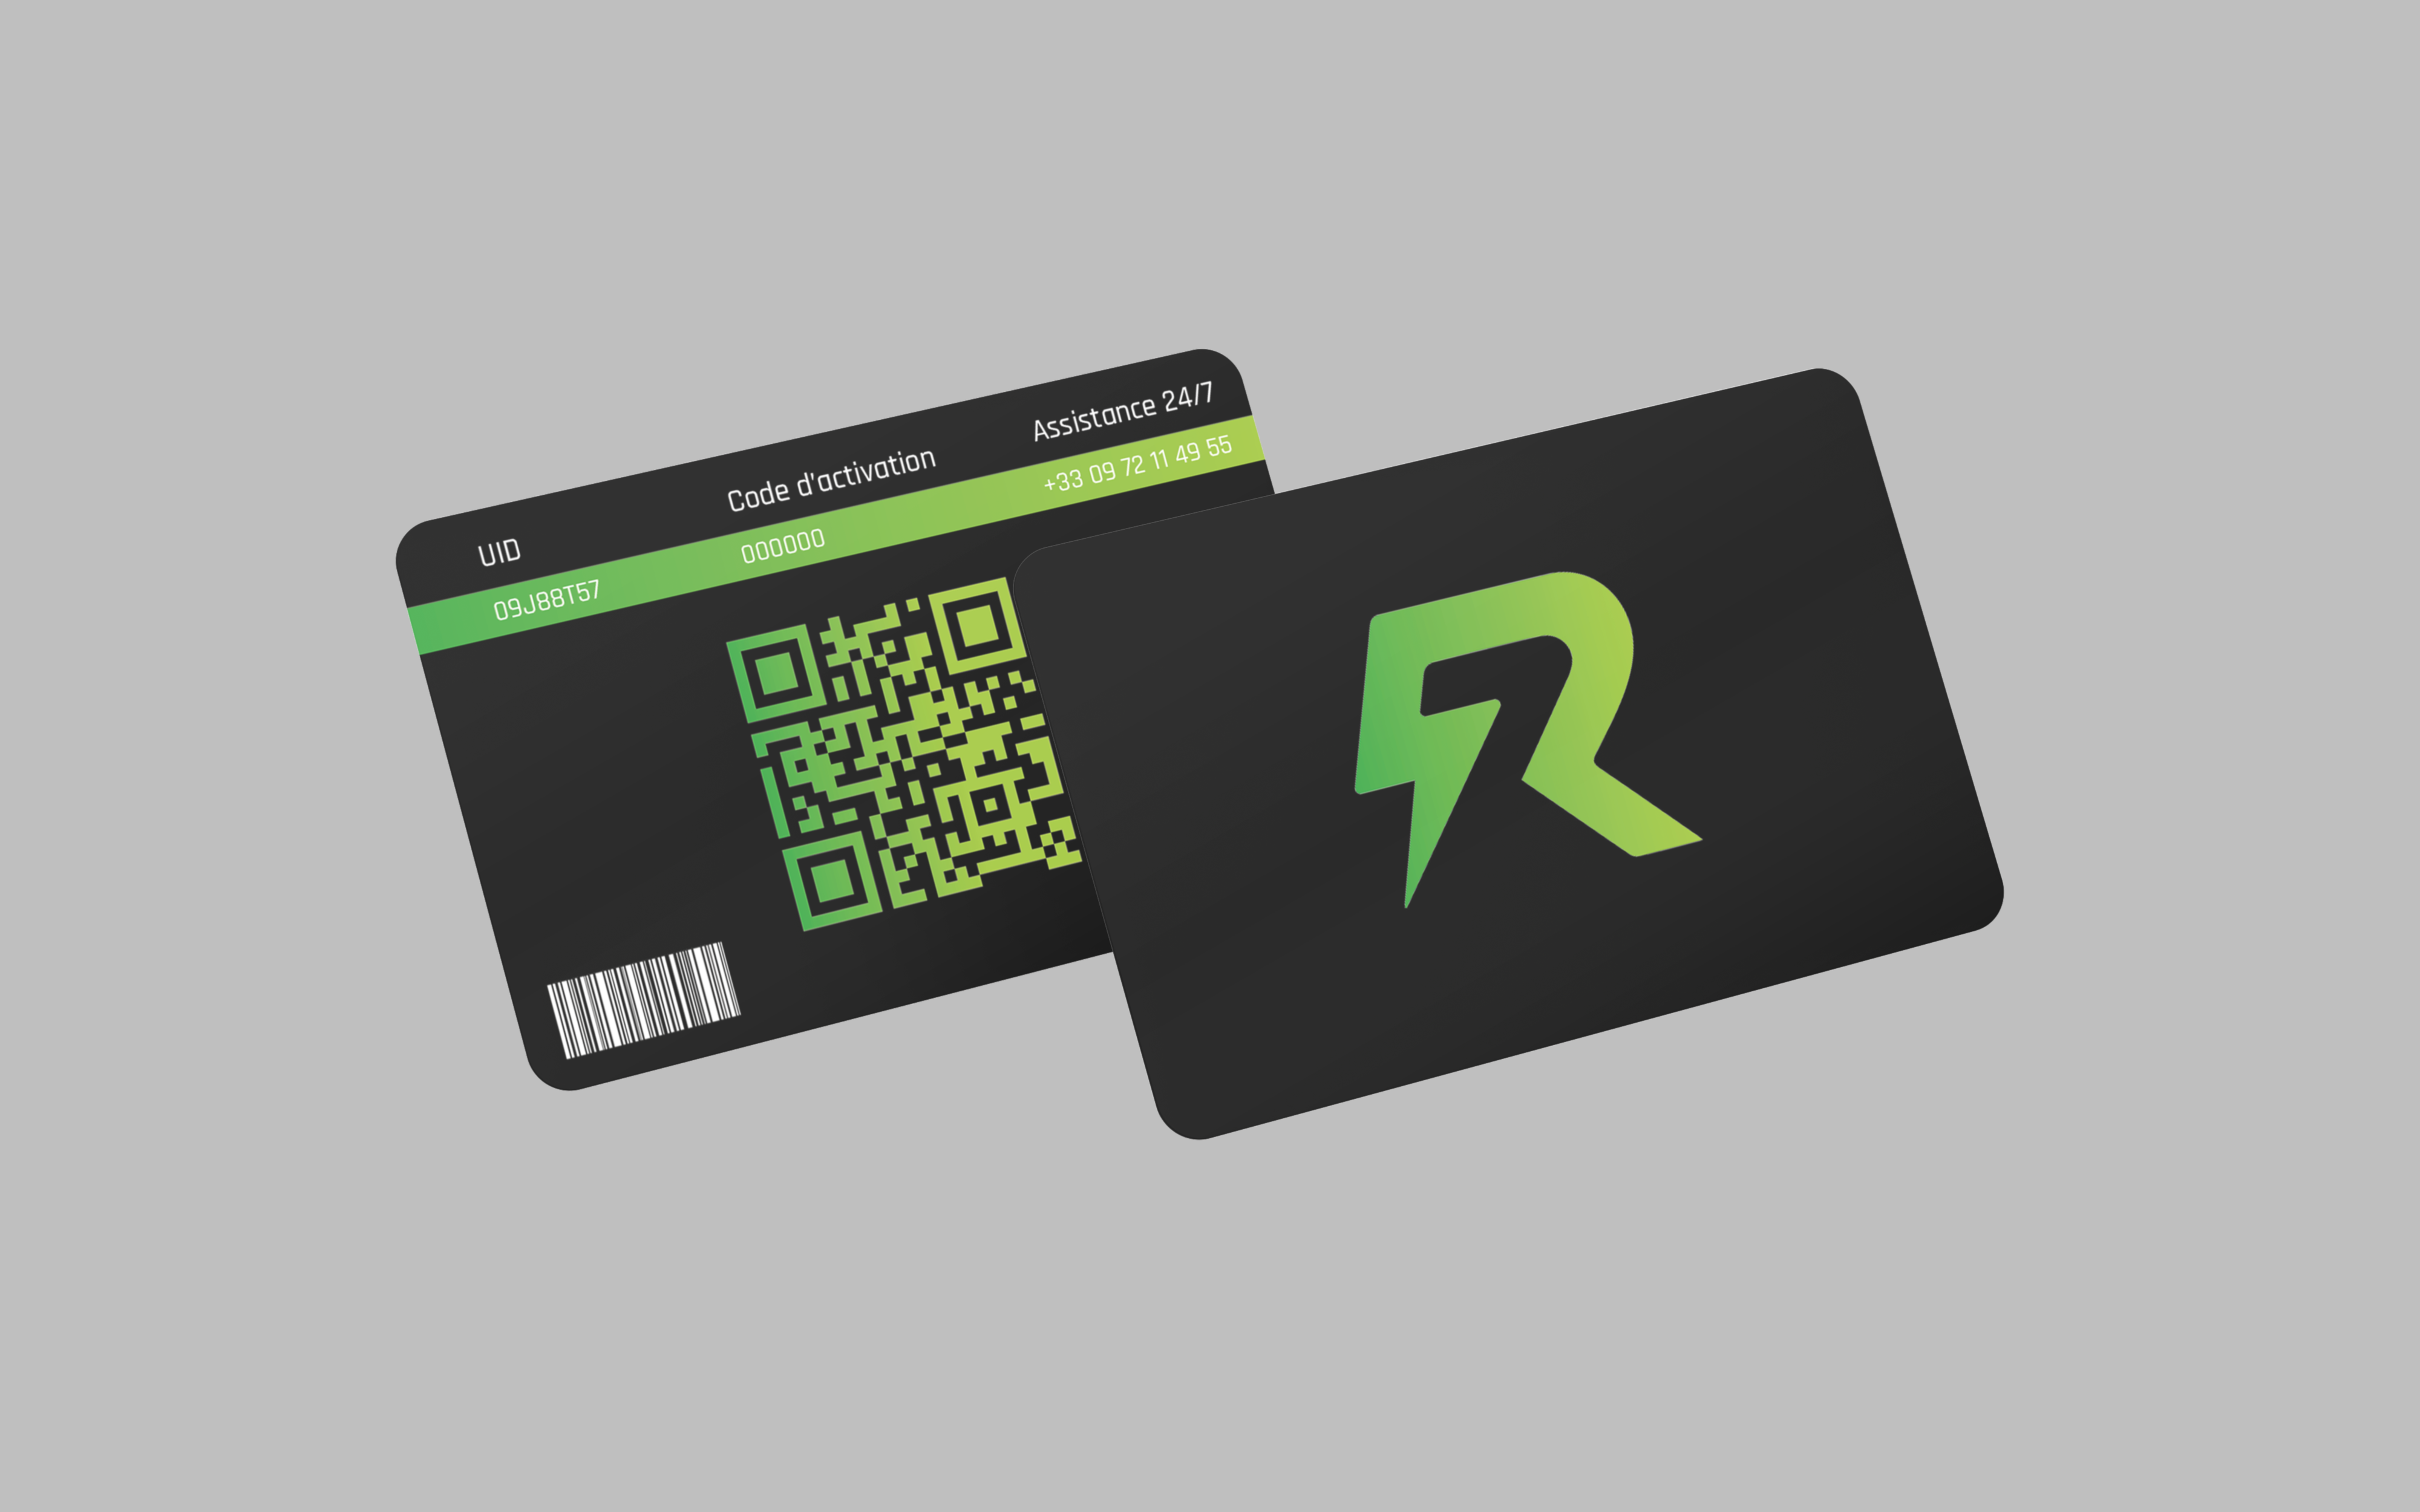 UID
Code d'activation
Assistance 24/7
09J88T57
000000
+33 09 72 11 49 55
R